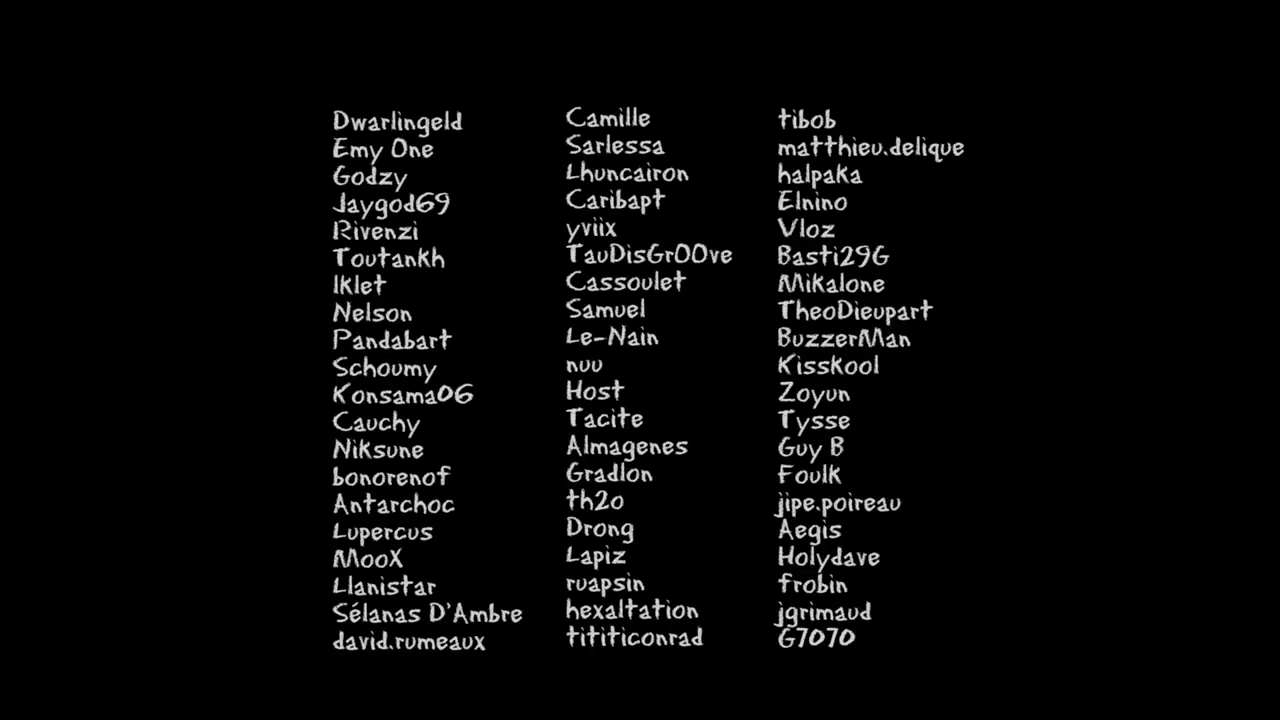 Dwarlingeld
Emy One
Godzy
Jaygod69
Rivenzi
Toutankh
Iklet
Nelson
Pandabart
Schoumy
Konsama06
Cauchy
Niksune
bonorenof
Antarchoc
Lupercus
MooX
Llanistar
Sélanas D'Ambre
david.rumeaux
Camille
Sarlessa
Lhuncairon
Caribapt
yviix
TauDisGrOOve
Cassoulet
Samuel
Le-Nain
nuu
Host
Tacite
Almagenes
Gradlon
th2o
Drong
Lapiz
ruapsin
hexaltation
tititiconrad
tibob
matthieu.delique
halpaka
Elnino
Vloz
Basti29G
Mikalone
TheoDieupart
BuzzerMan
Kisskool
Zoyun
Tysse
Guy B
Foulk
jipe.poireau
Aegis
Holydave
frobin
jgrimaud
G7070